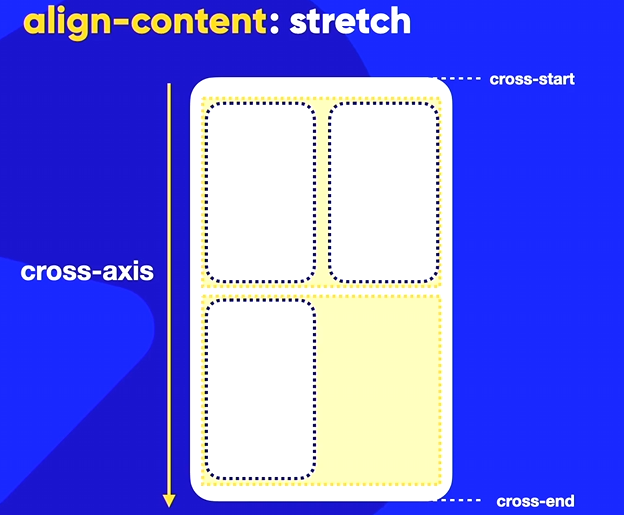 align-content: stretch
cross-start
cross-axis
cross-end